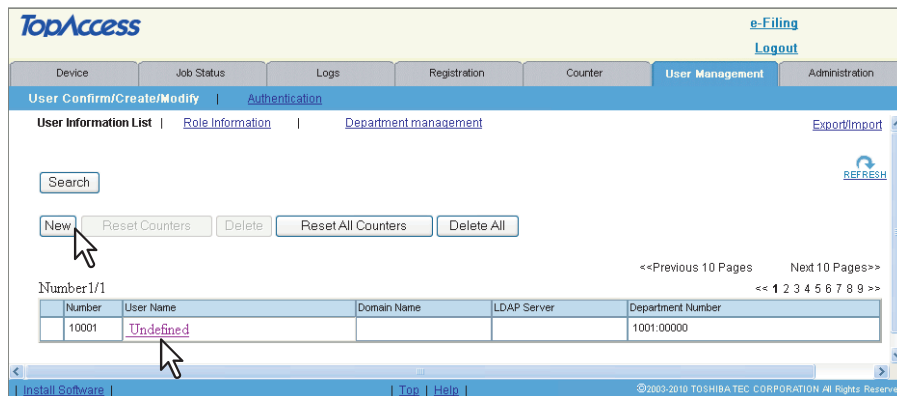 TopAccess e-Filing
Logout
Device Job Status Logs Registration Counter User Management Administration
User Confirm/Create/Modify | Authentication
User Information List | Role Information | Department management Export/Import
REFRESH
Search
New Reset Counters Delete Reset All Counters Delete All
<<Previous 10 Pages Next 10 Pages>>
Number1/1 << 1 2 3 4 5 6 7 8 9 >>
Number User Name Domain Name LDAP Server Department Number
10001 Undefined 1001:00000
| Install Software | | Top | Help | ©2003-2010 TOSHIBA TEC CORPORATION All Rights Reserve